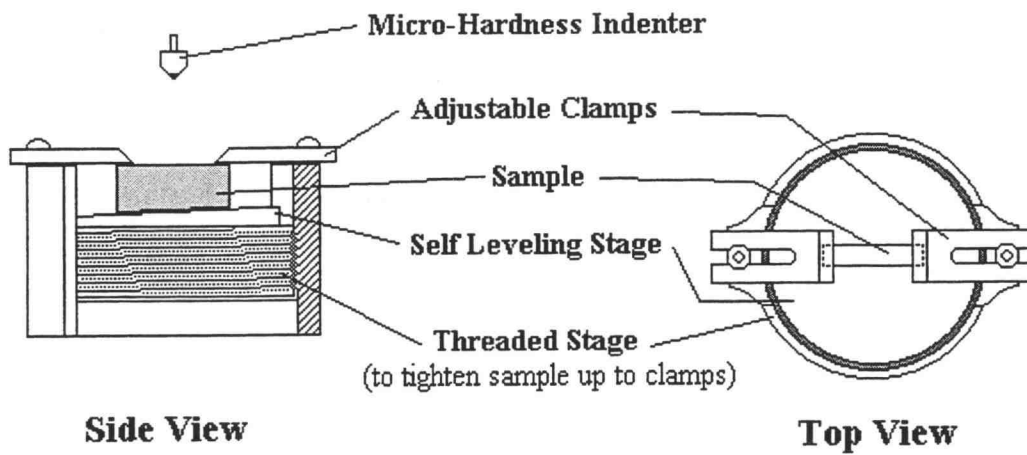 Micro-Hardness Indenter
Adjustable Clamps
Sample
Self Leveling Stage
Threaded Stage
(to tighten sample up to clamps)
Side View
Top View